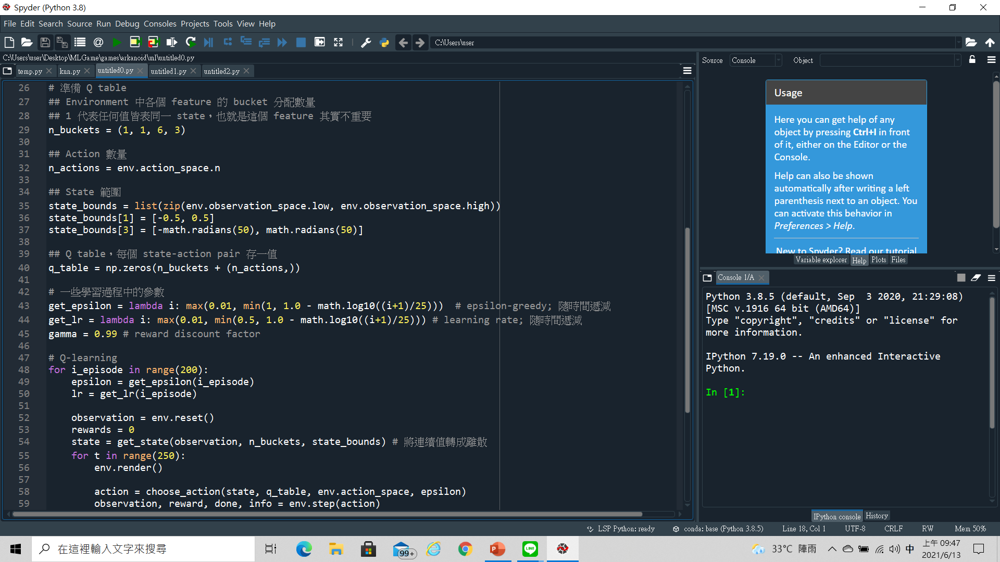 Spyder (Python 3.8)
File Edit Search Source Run Debug Consoles Projects Tools View Help
C:\Users\user
C:\Users\user\Desktop\MLGame\games\arkanoid\ml\untitled0.py
temp.py knn.py untitled0.py untitled1.py untitled2.py
26 # 準備 Q table
27 ## Environment 中各個 feature 的 bucket 分配數量
28 ## 1 代表任何值皆表同一 state，也就是這個 feature 其實不重要
29 n_buckets = (1, 1, 6, 3)
30
31 ## Action 數量
32 n_actions = env.action_space.n
33
34 ## State 範圍
35 state_bounds = list(zip(env.observation_space.low, env.observation_space.high))
36 state_bounds[1] = [-0.5, 0.5]
37 state_bounds[3] = [-math.radians(50), math.radians(50)]
38
39 ## Q table，每個 state-action pair 存一值
40 q_table = np.zeros(n_buckets + (n_actions,))
41
42 # 一些學習過程中的參數
43 get_epsilon = lambda i: max(0.01, min(1, 1.0 - math.log10((i+1)/25)))  # epsilon-greedy; 隨時間遞減
44 get_lr = lambda i: max(0.01, min(0.5, 1.0 - math.log10((i+1)/25))) # learning rate; 隨時間遞減
45 gamma = 0.99 # reward discount factor
46
47 # Q-learning
48 for i_episode in range(200):
49     epsilon = get_epsilon(i_episode)
50     lr = get_lr(i_episode)
51
52     observation = env.reset()
53     rewards = 0
54     state = get_state(observation, n_buckets, state_bounds) # 將連續值轉成離散
55     for t in range(250):
56         env.render()
57
58         action = choose_action(state, q_table, env.action_space, epsilon)
59         observation, reward, done, info = env.step(action)
Source Console Object
Usage
Here you can get help of any
object by pressing Ctrl+I in front
of it, either on the Editor or the
Console.
Help can also be shown
automatically after writing a left
parenthesis next to an object. You
can activate this behavior in
Preferences > Help.
New to Spyder? Read our tutorial
Variable explorer Help Plots Files
Console 1/A
Python 3.8.5 (default, Sep  3 2020, 21:29:08)
[MSC v.1916 64 bit (AMD64)]
Type "copyright", "credits" or "license" for
more information.
IPython 7.19.0 -- An enhanced Interactive
Python.
In [1]:
IPython console History
LSP Python: ready conda: base (Python 3.8.5) Line 18, Col 1 UTF-8 CRLF RW Mem 50%
在這裡輸入文字來搜尋
99+
P
LINE
33°C 陣雨
中
上午 09:47
2021/6/13